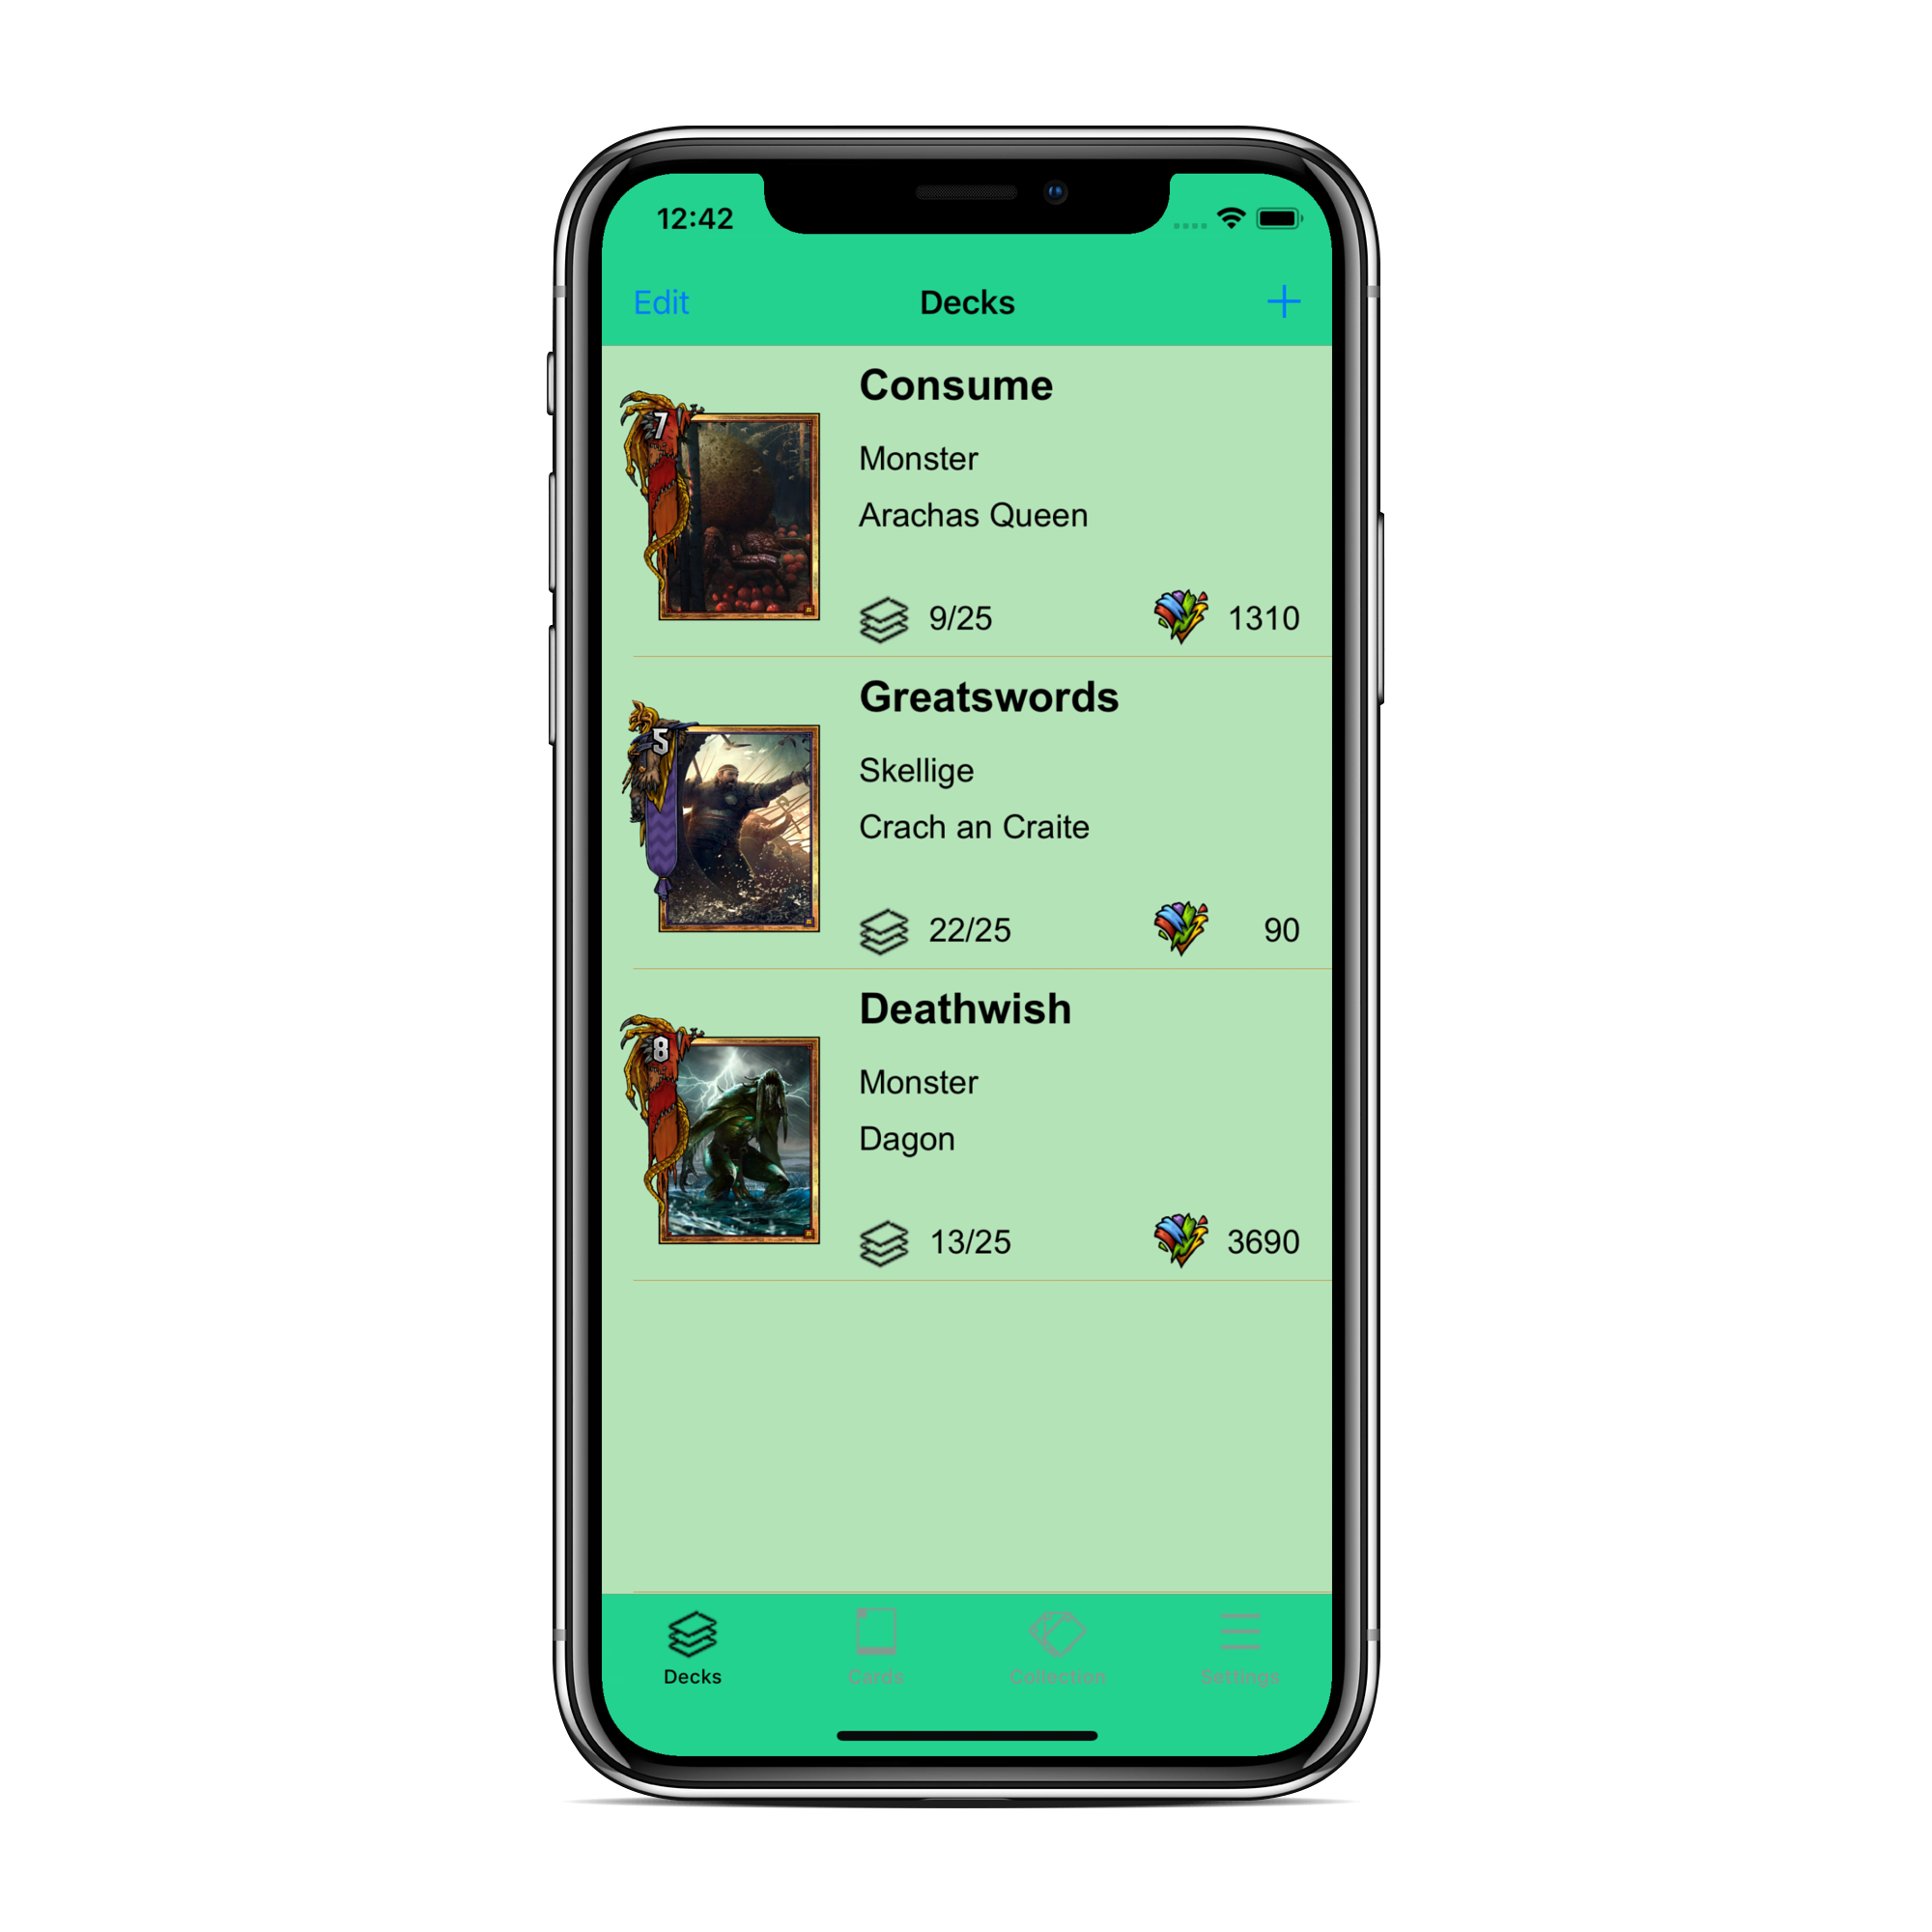 12:42
Edit
Decks
+
Consume
7
Monster
Arachas Queen
9/25
1310
Greatswords
5
Skellige
Crach an Craite
22/25
90
Deathwish
8
Monster
Dagon
13/25
3690
Decks
Cards
Collection
Settings